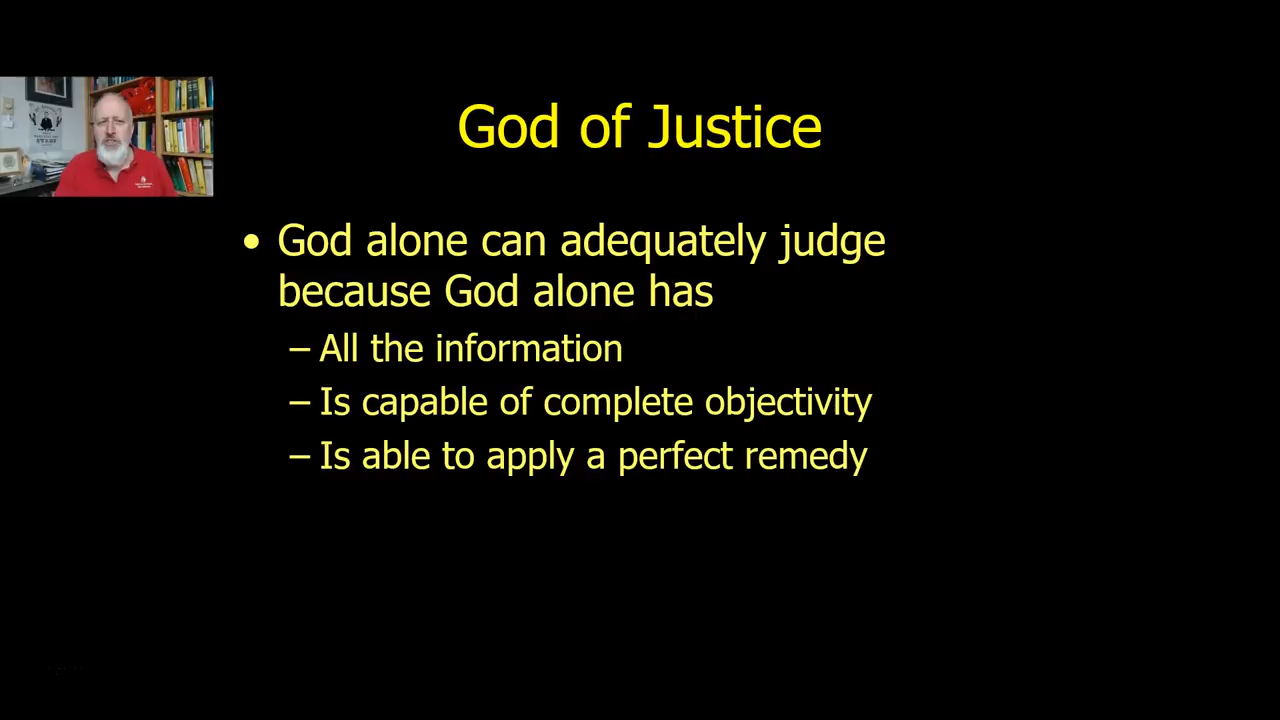 God of Justice
• God alone can adequately judge
because God alone has
– All the information
– Is capable of complete objectivity
– Is able to apply a perfect remedy